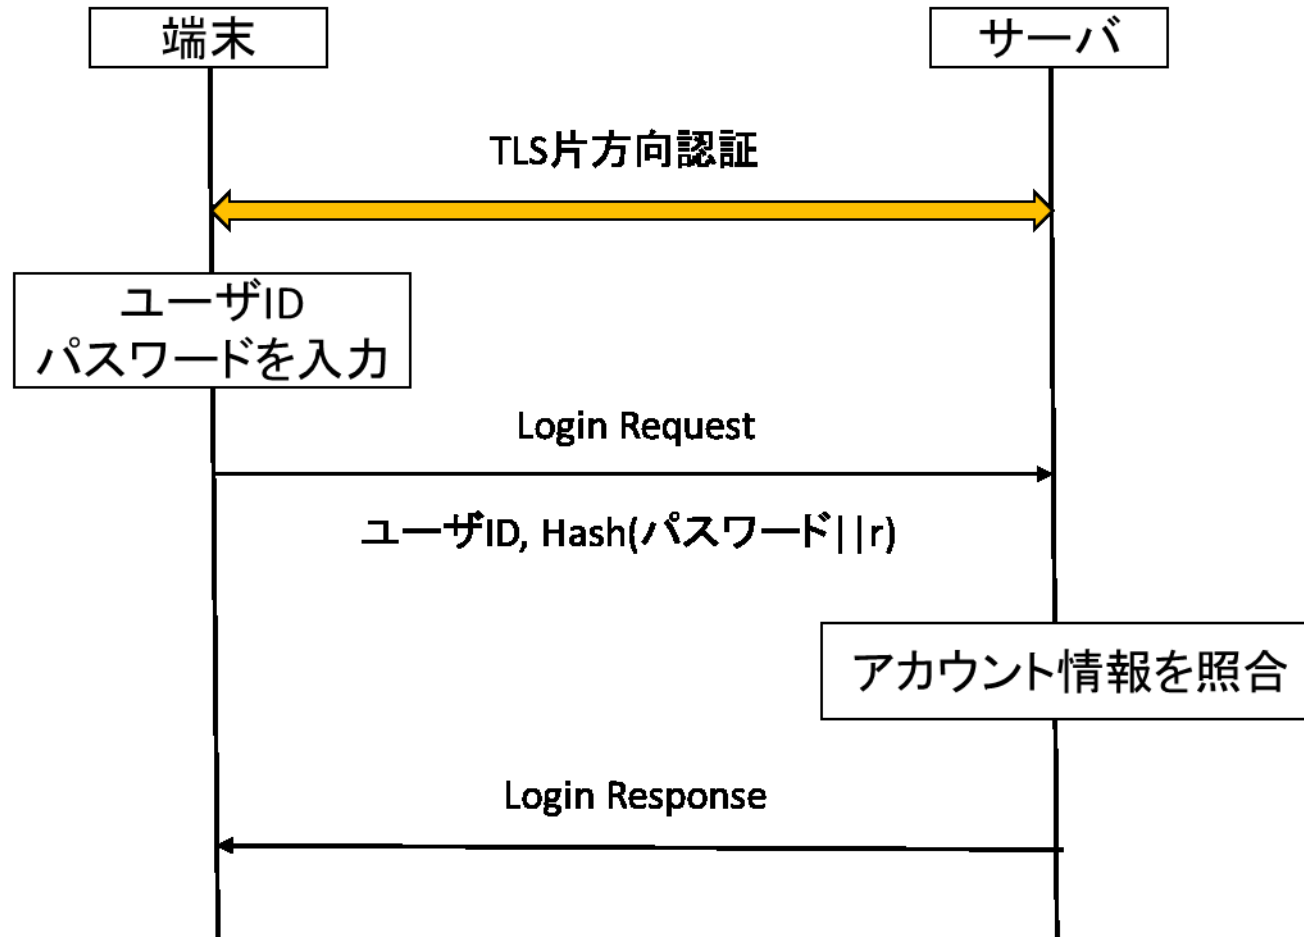 端末
サーバ
TLS片方向認証
ユーザID
パスワードを入力
Login Request
ユーザID, Hash(パスワード||r)
アカウント情報を照合
Login Response